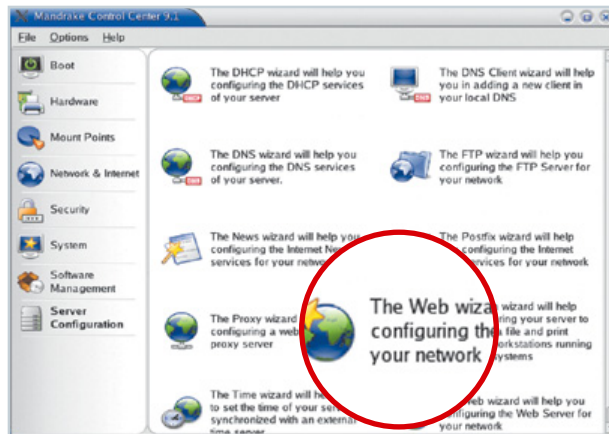 Mandrake Control Center 9.1
File Options Help
Boot
Hardware
Mount Points
Network & Internet
Security
System
Software
Management
Server
Configuration
The DHCP wizard will help you
configuring the DHCP services
of your server
The DNS Client wizard will help
you in adding a new client in
your local DNS
The DNS wizard will help you
configuring the DNS services
of your server.
The FTP wizard will help you
configuring the FTP Server for
your network
The News wizard will help you
configuring the Internet
services for your
The Postfix wizard will help
configuring the Internet
services for your network
The Proxy wizard
configuring a web
proxy server
The Web
configuring the
your network
wizard will help
your server to
file and print
workstations running
systems
The Time wizard will
to set the time of your
synchronized with an external
time server
wizard will help you
configuring the Web Server for
your network